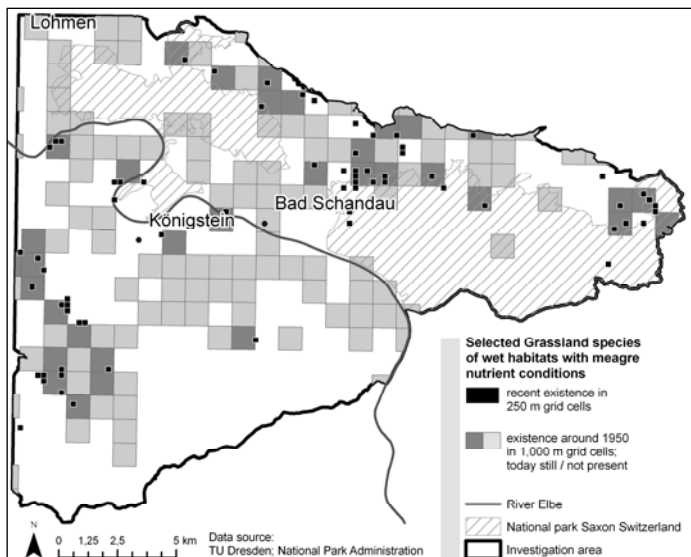 Lohmen
Bad Schandau
Königstein
Selected Grassland species
of wet habitats with meagre
nutrient conditions
recent existence in
250 m grid cells
existence around 1950
in 1,000 m grid cells;
today still / not present
River Elbe
National park Saxon Switzerland
Investigation area
N
0 1,25 2,5 5 km
Data source:
TU Dresden; National Park Administration